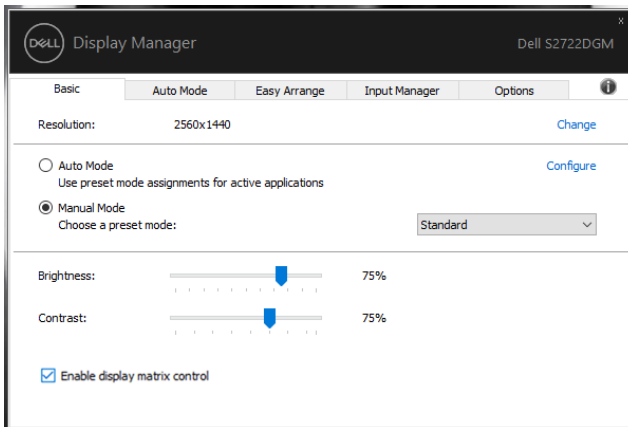 DELL Display Manager Dell S2722DGM
x
Basic Auto Mode Easy Arrange Input Manager Options i
Resolution: 2560x1440 Change
Auto Mode Configure
Use preset mode assignments for active applications
Manual Mode
Choose a preset mode: Standard
Brightness: 75%
Contrast: 75%
Enable display matrix control